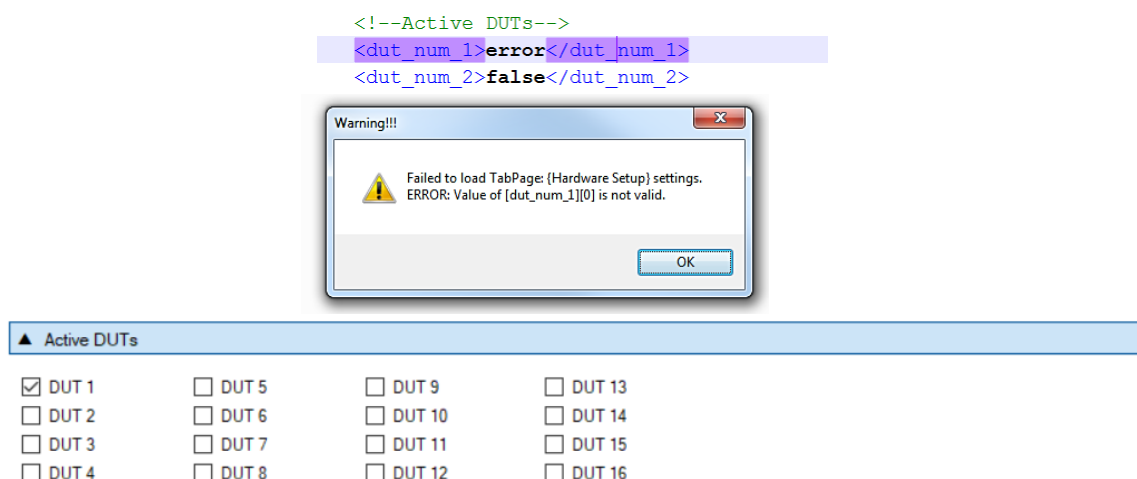 <!--Active DUTs-->
<dut_num_1>error</dut_num_1>
<dut_num_2>false</dut_num_2>
Warning!!!
Failed to load TabPage: {Hardware Setup} settings.
ERROR: Value of [dut_num_1][0] is not valid.
OK
Active DUTs
DUT 1 DUT 5 DUT 9 DUT 13
DUT 2 DUT 6 DUT 10 DUT 14
DUT 3 DUT 7 DUT 11 DUT 15
DUT 4 DUT 8 DUT 12 DUT 16